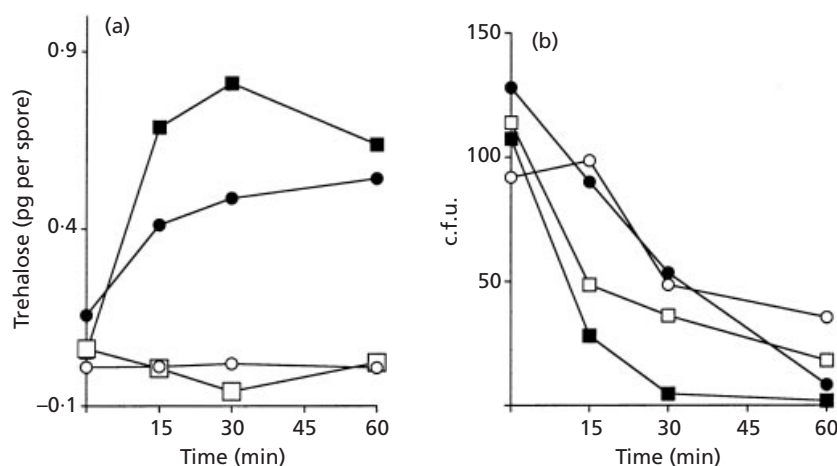 (a)
Trehalose (pg per spore)
0·9
0·4
–0·1
15 30 45 60
Time (min)
(b)
c.f.u.
150
100
50
15 30 45 60
Time (min)